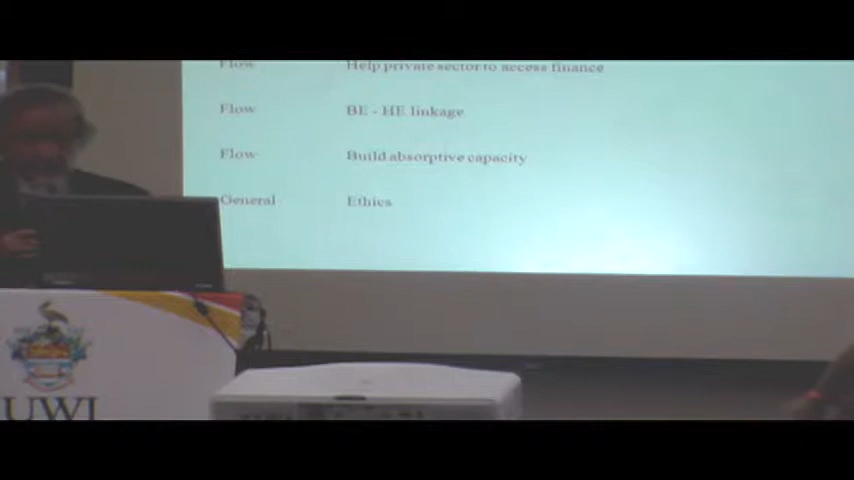 Flow Help private sector to access finance
Flow BE - HE linkage
Flow Build absorptive capacity
General Ethics
UWI